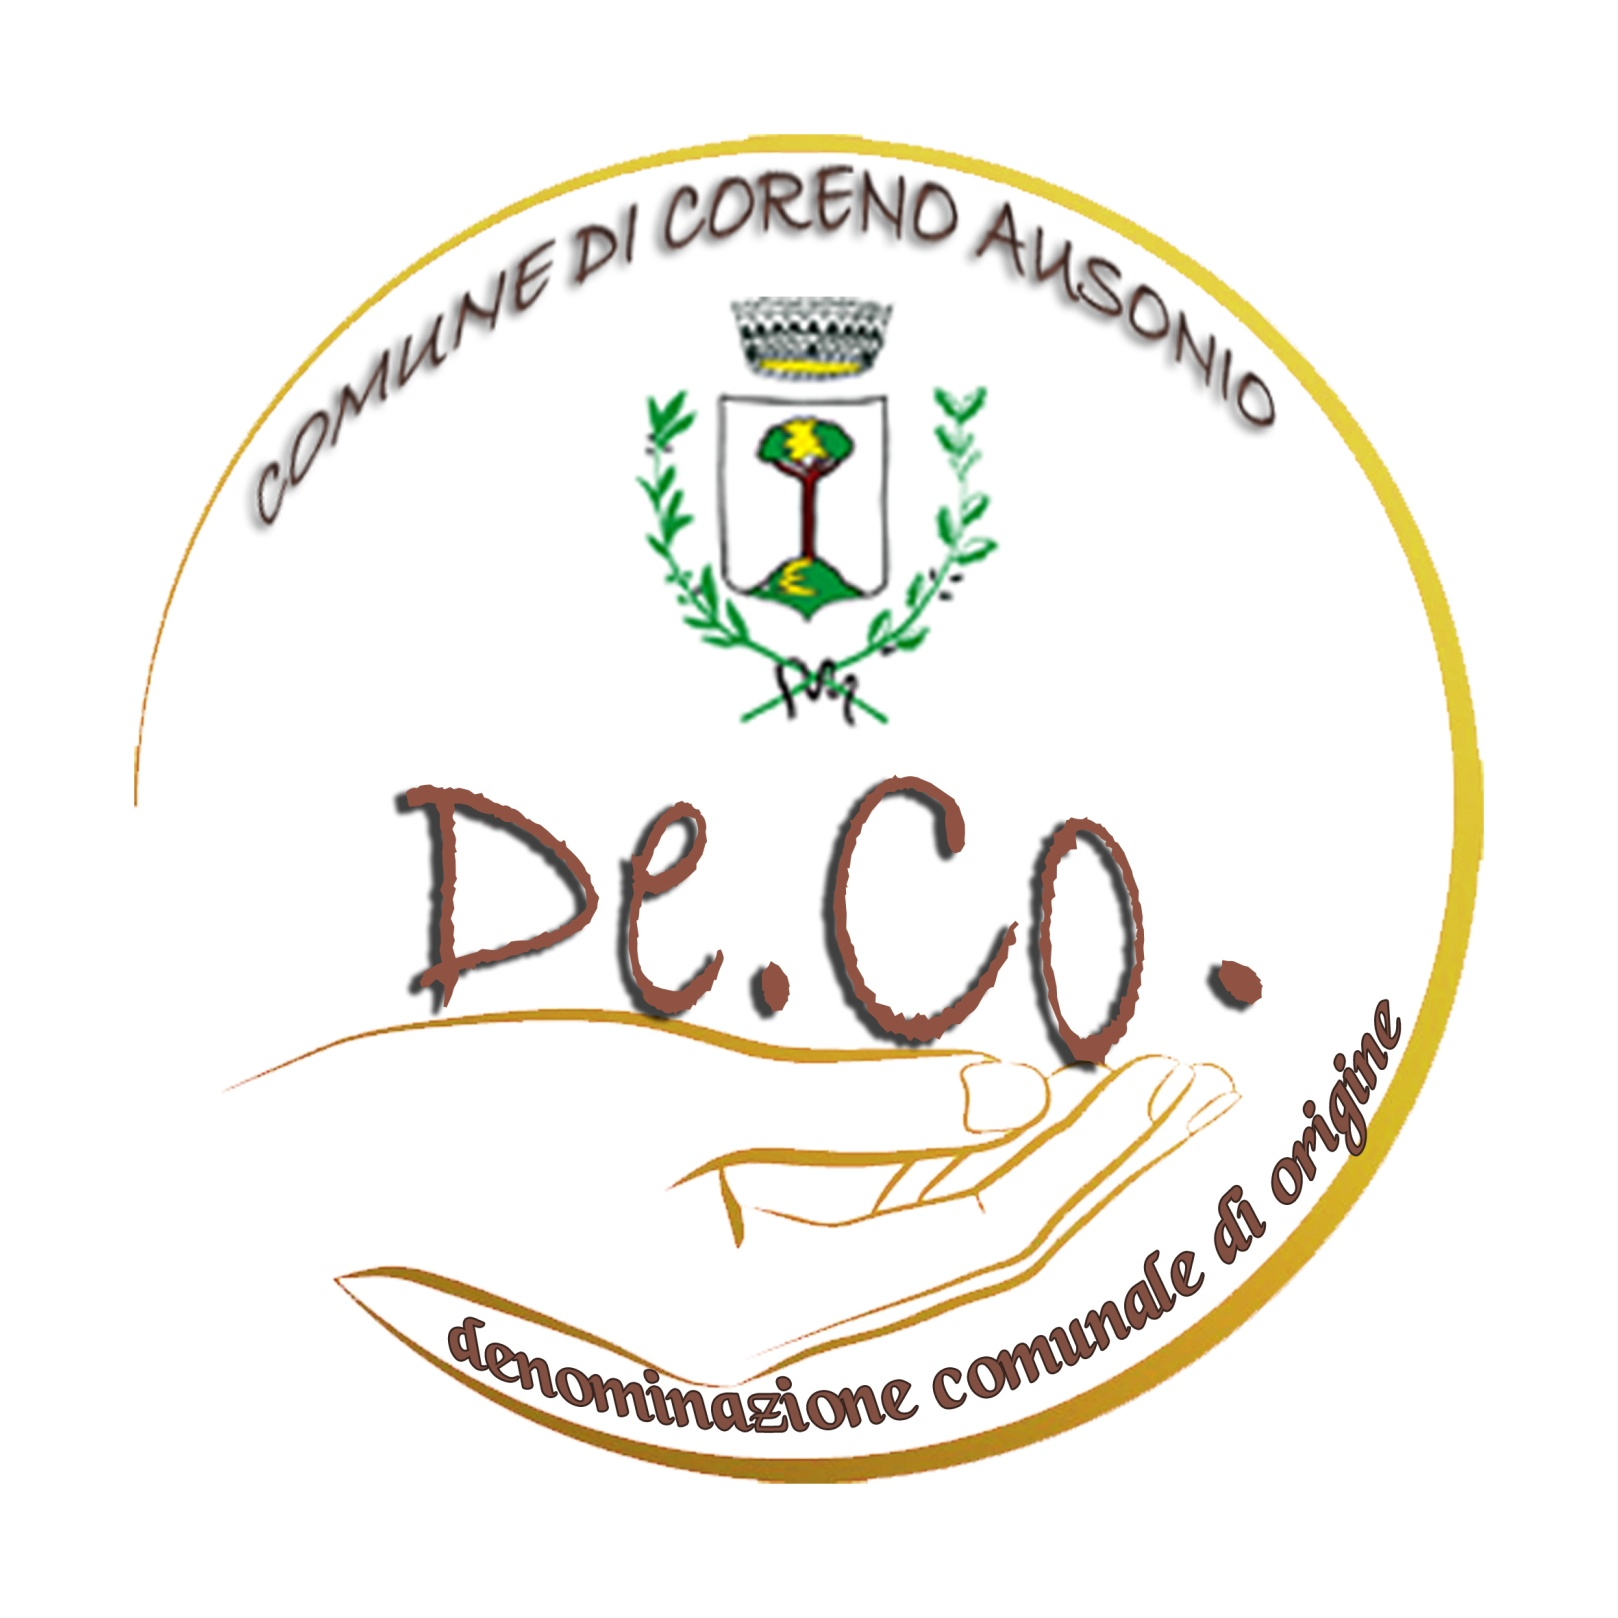 COMUNE DI CORENO AUSONIO
De.Co.
denominazione comunale di origine